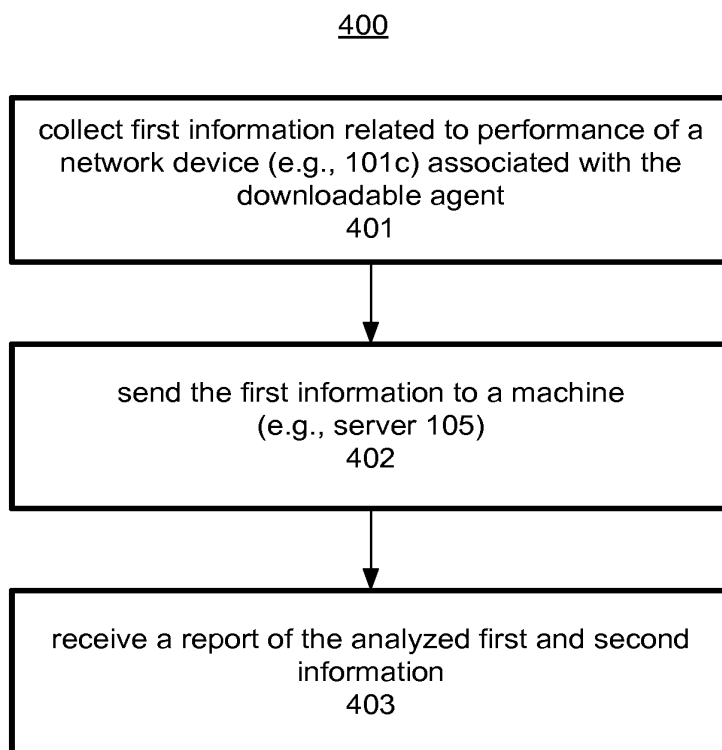 400
collect first information related to performance of a
network device (e.g., 101c) associated with the
downloadable agent
401
send the first information to a machine
(e.g., server 105)
402
receive a report of the analyzed first and second
information
403